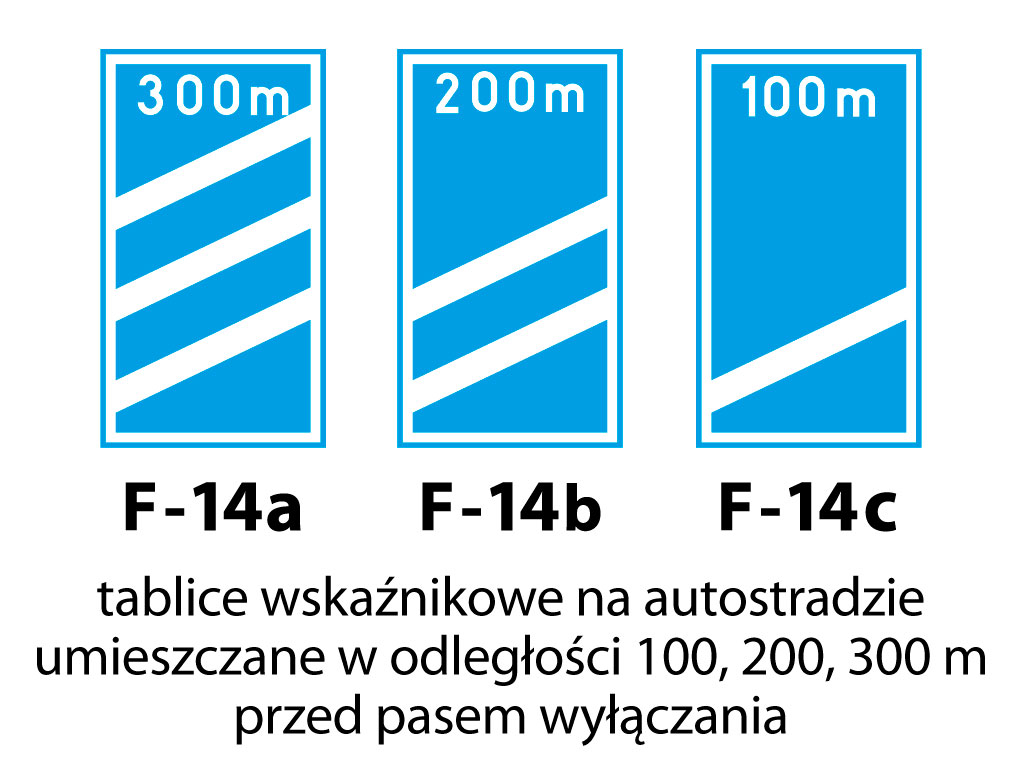 300m 200m 100m
F-14a F-14b F-14c
tablice wskaźnikowe na autostradzie
umieszczane w odległości 100, 200, 300 m
przed pasem wyłączania